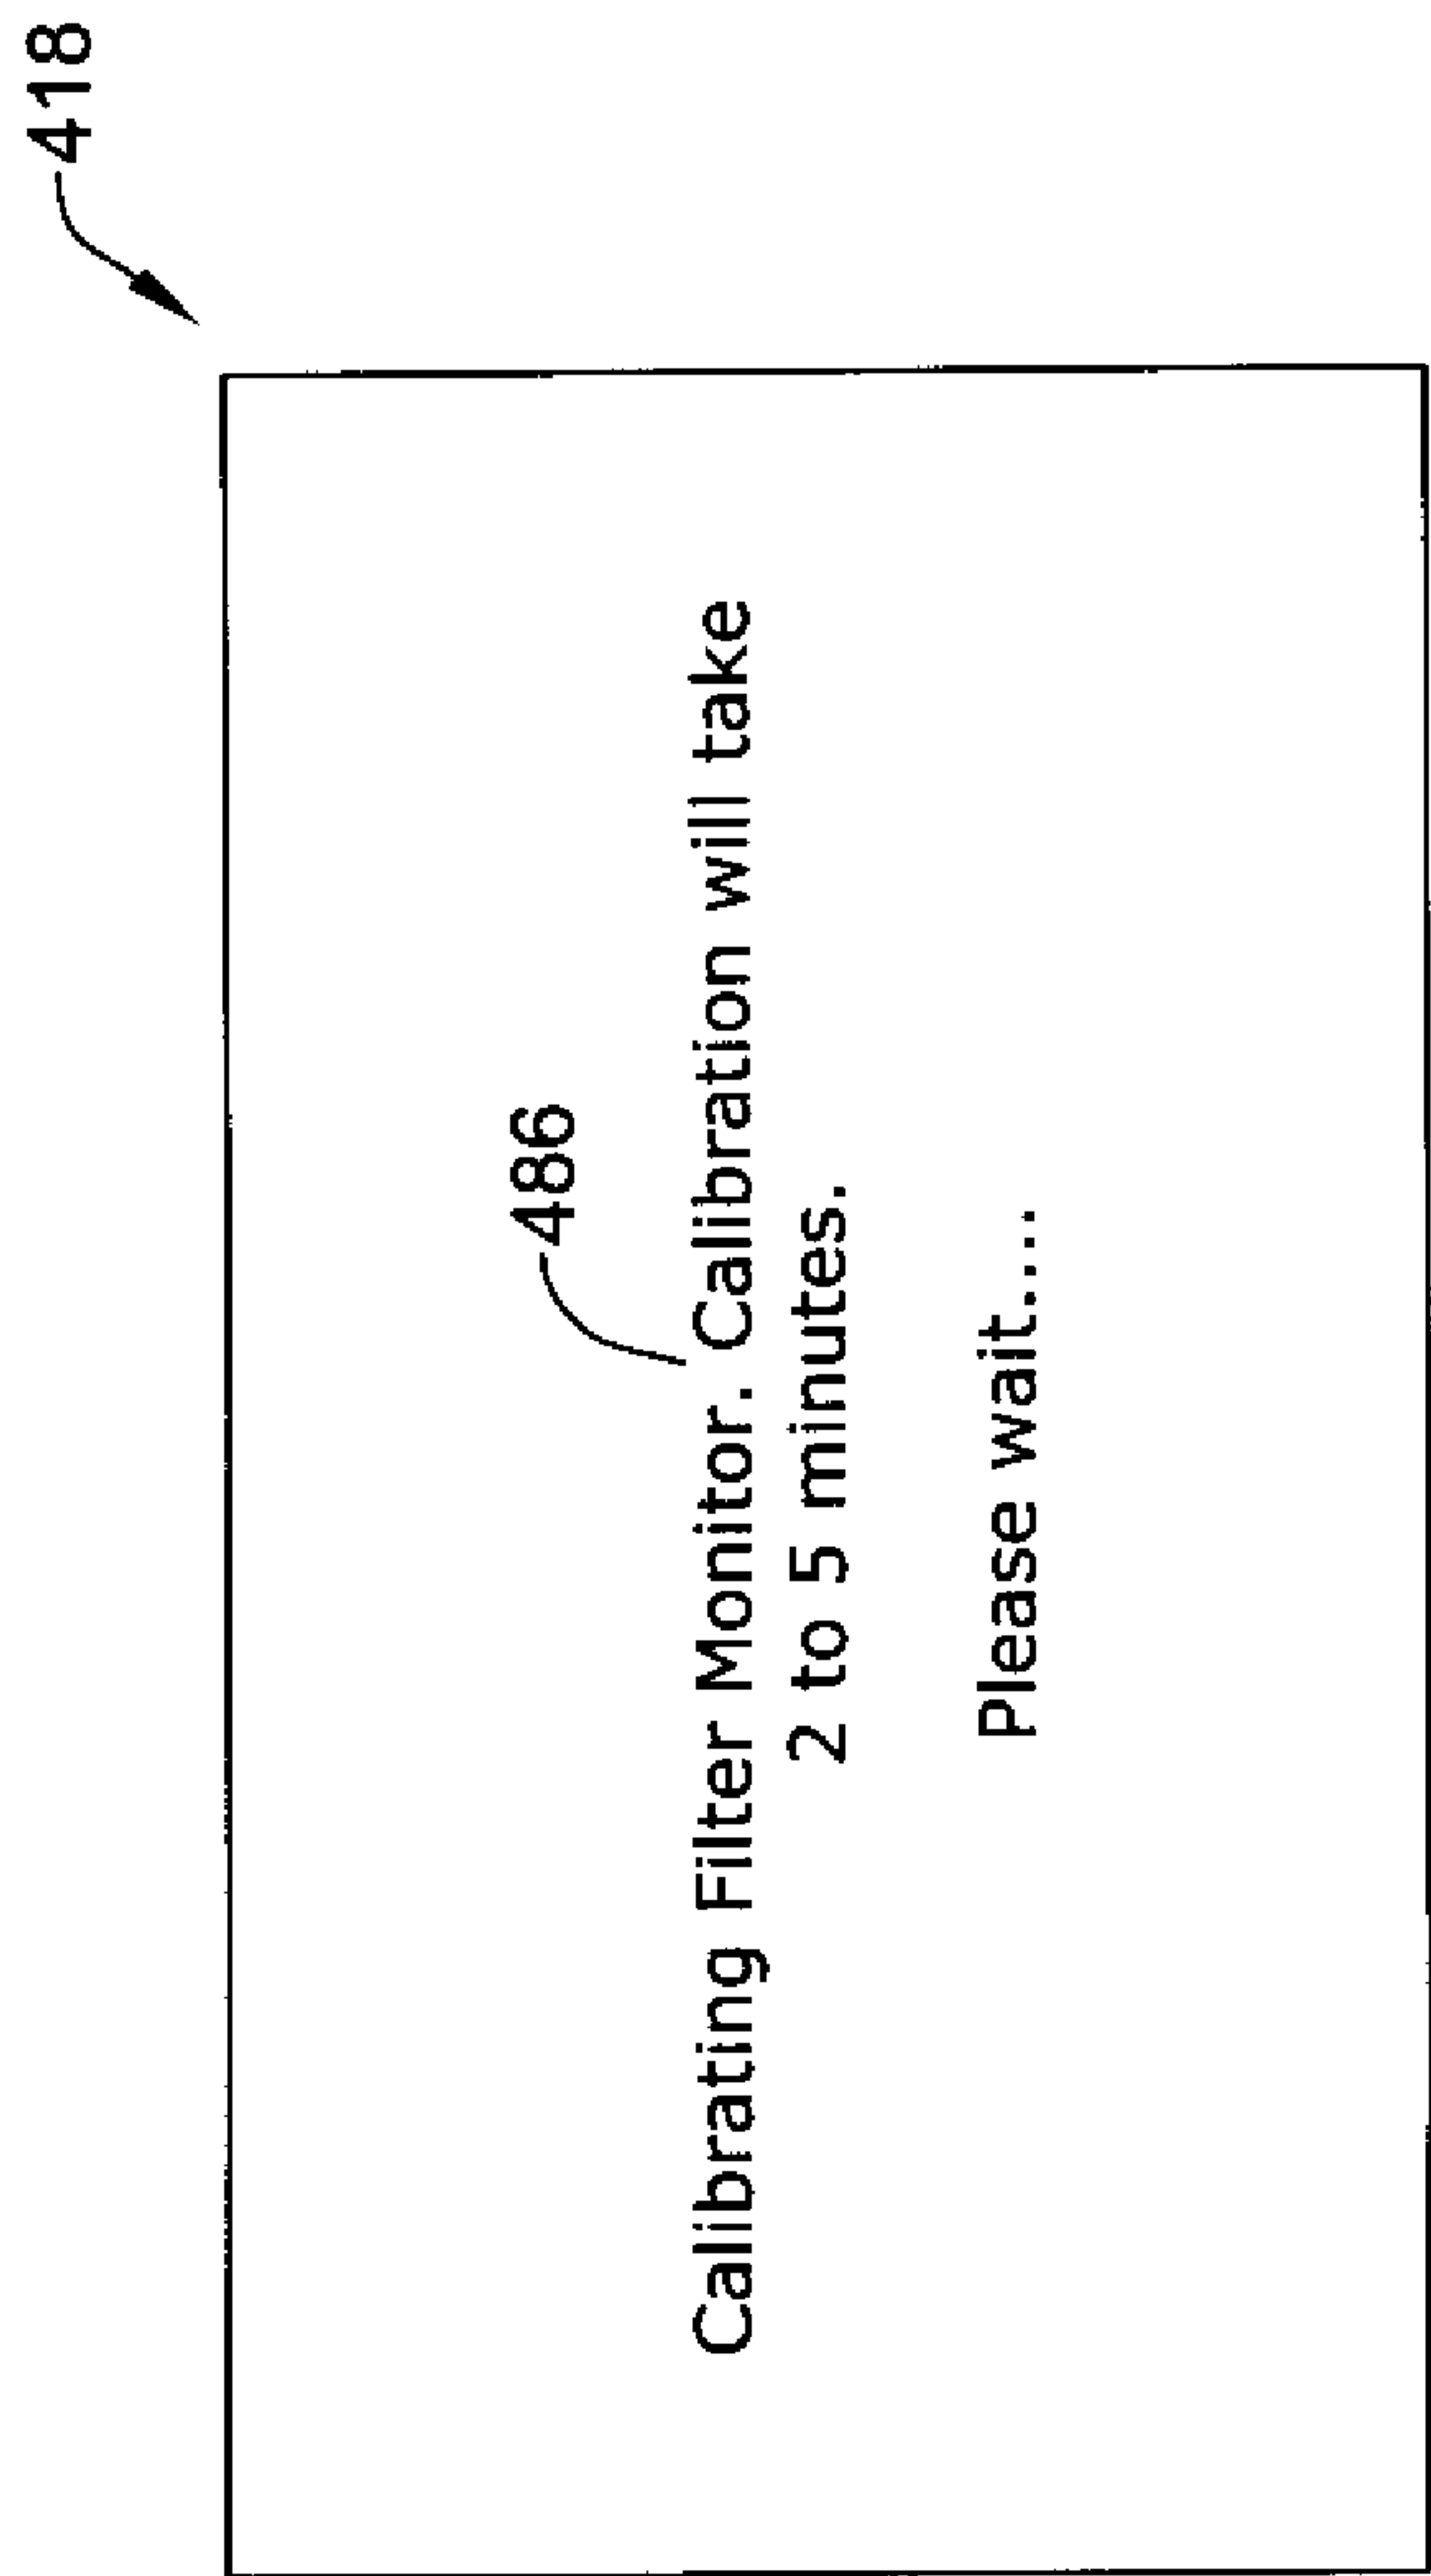 418
486
Calibrating Filter Monitor. Calibration will take
2 to 5 minutes.
Please wait....